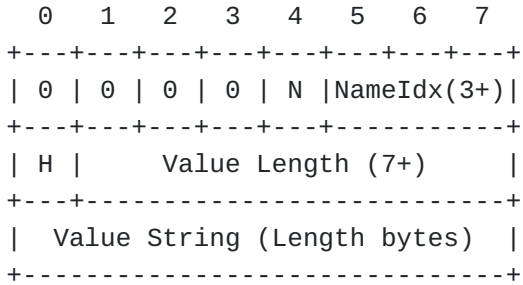 0   1   2   3   4   5   6   7
+---+---+---+---+---+---+---+---+
| 0 | 0 | 0 | 0 | N |NameIdx(3+)|
+---+---+---+---+---+-----------+
| H |     Value Length (7+)     |
+---+---------------------------+
|  Value String (Length bytes)  |
+-------------------------------+